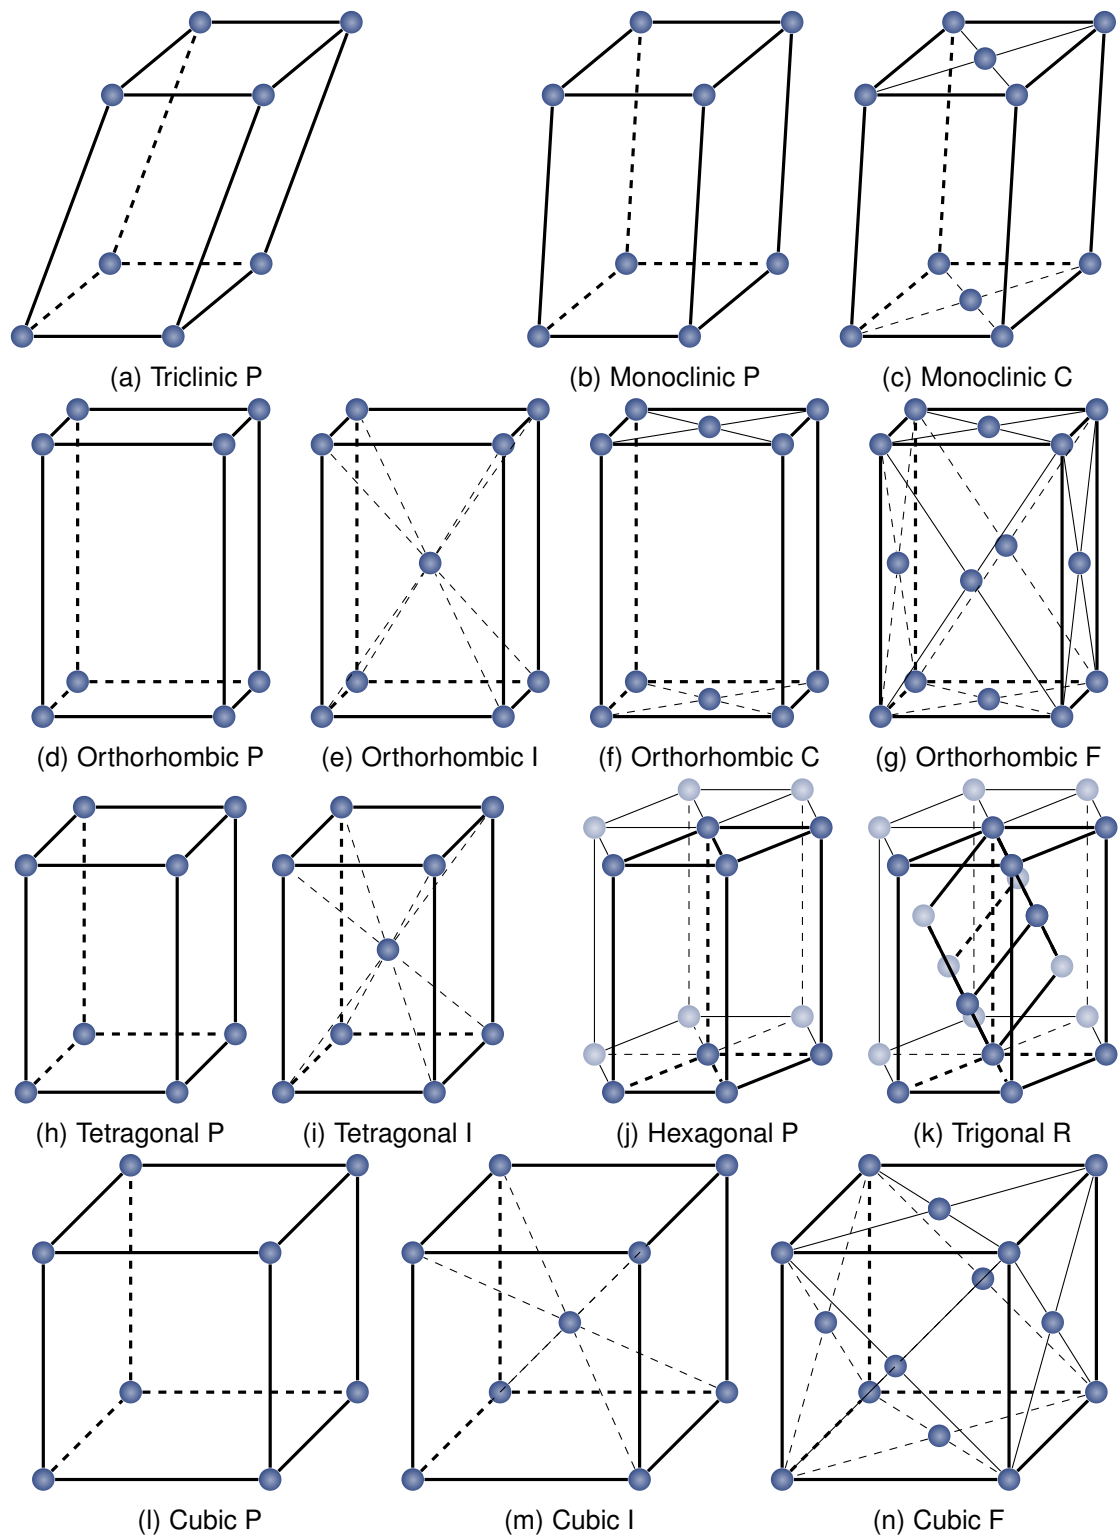 (a) Triclinic P
(b) Monoclinic P
(c) Monoclinic C
(d) Orthorhombic P
(e) Orthorhombic I
(f) Orthorhombic C
(g) Orthorhombic F
(h) Tetragonal P
(i) Tetragonal I
(j) Hexagonal P
(k) Trigonal R
(l) Cubic P
(m) Cubic I
(n) Cubic F